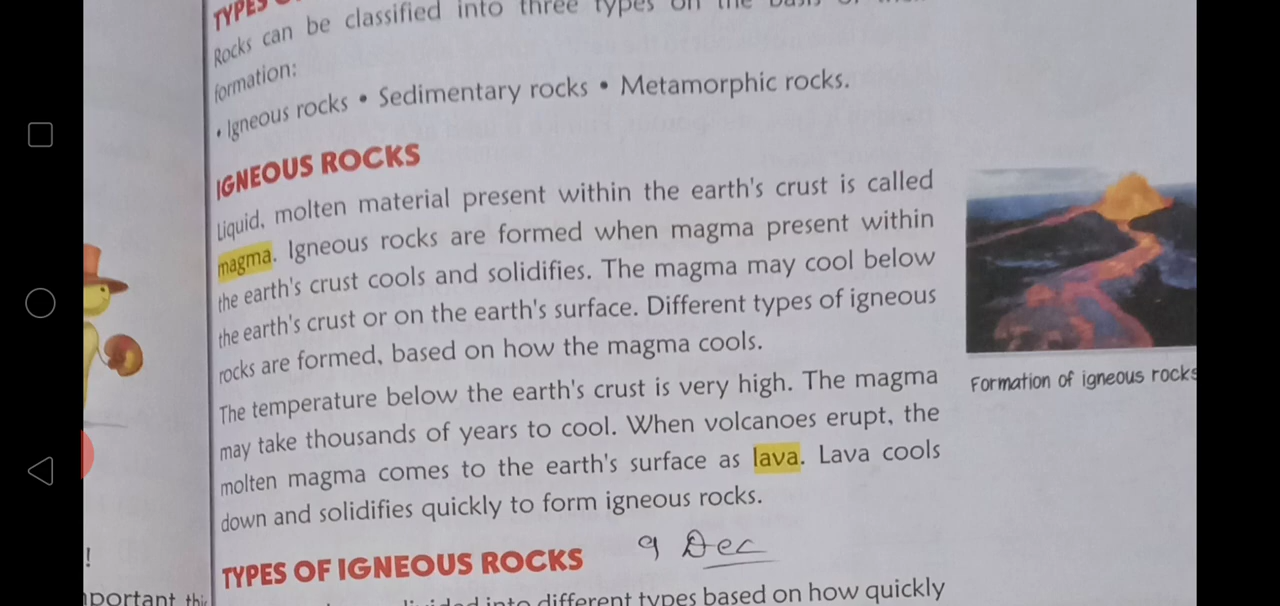 TYPES
Rocks can be classified into three types on the basis of
formation:
• Igneous rocks • Sedimentary rocks • Metamorphic rocks.
IGNEOUS ROCKS
Liquid, molten material present within the earth's crust is called
magma. Igneous rocks are formed when magma present within
the earth's crust cools and solidifies. The magma may cool below
the earth's crust or on the earth's surface. Different types of igneous
rocks are formed, based on how the magma cools.
The temperature below the earth's crust is very high. The magma
may take thousands of years to cool. When volcanoes erupt, the
molten magma comes to the earth's surface as lava. Lava cools
down and solidifies quickly to form igneous rocks.
Formation of igneous rocks
9 Dec
TYPES OF IGNEOUS ROCKS
into different types based on how quickly
!